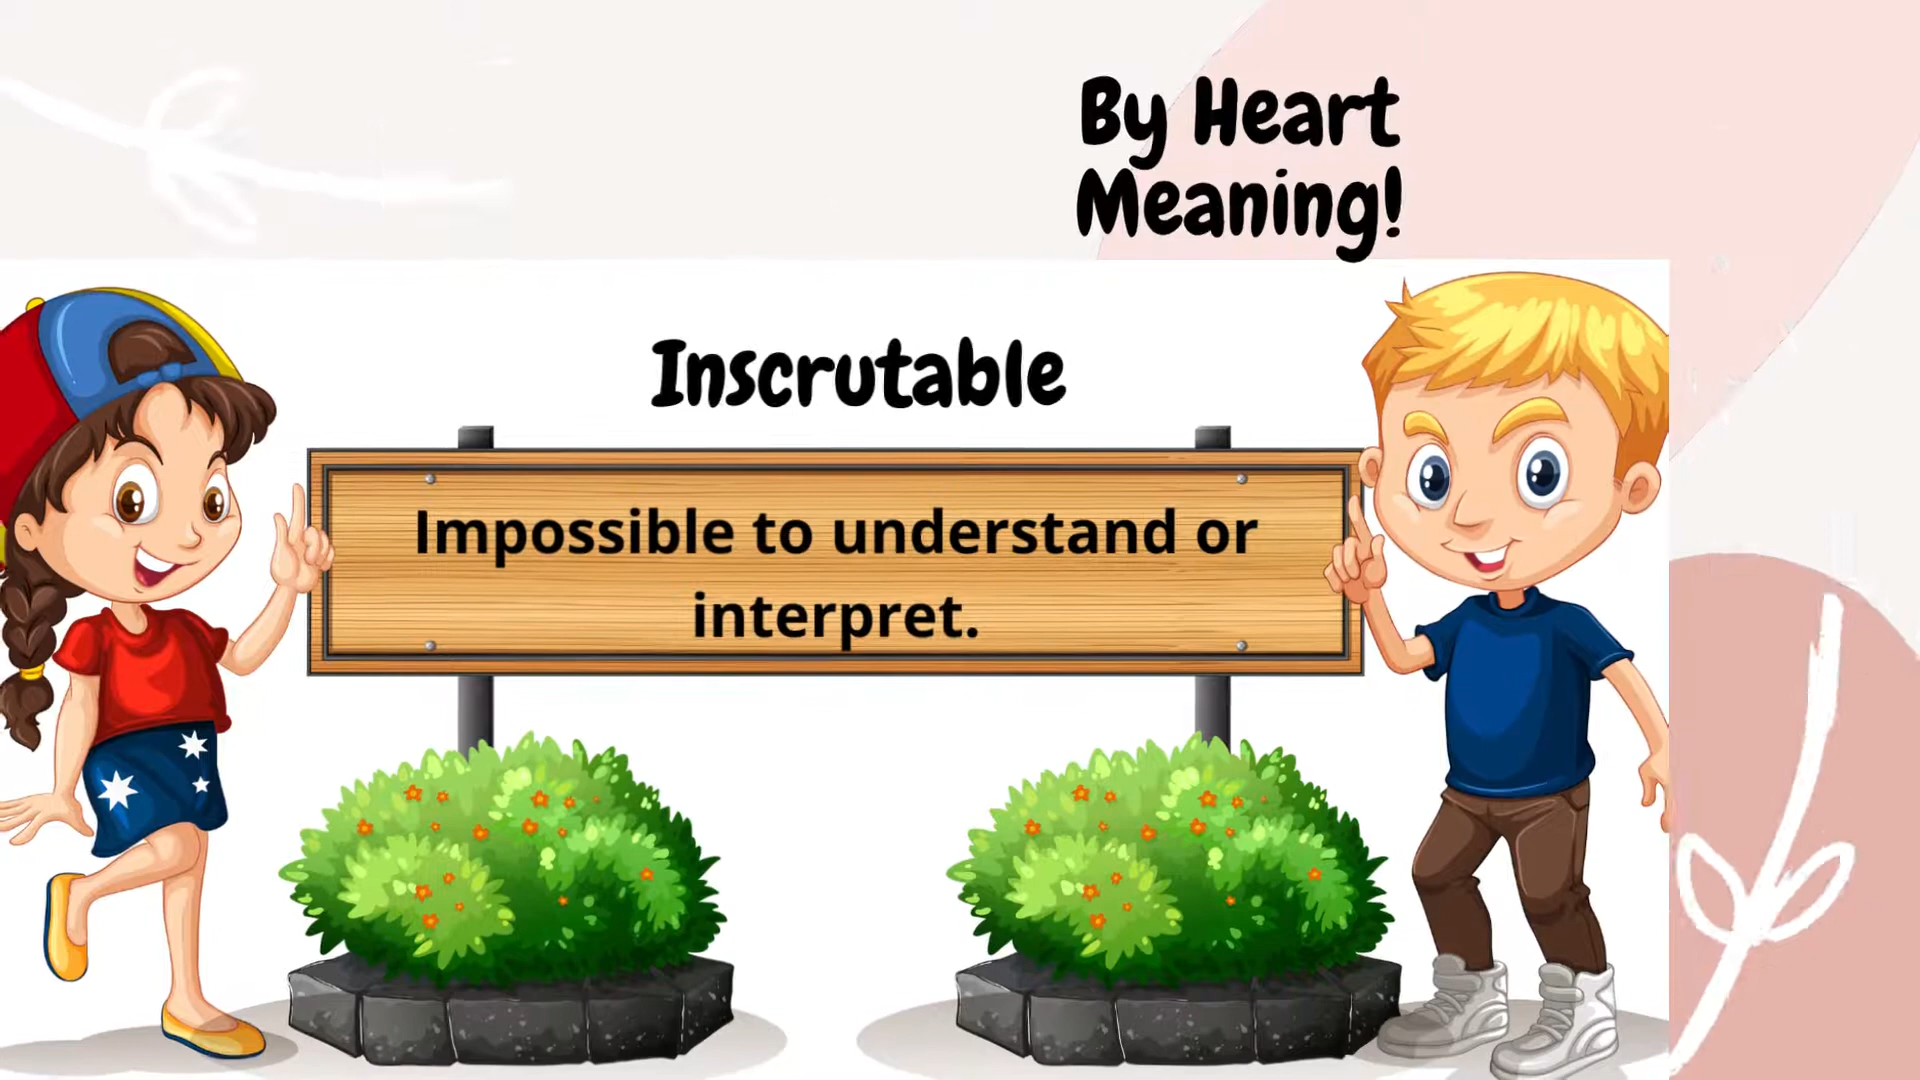 By Heart
Meaning!
Inscrutable
Impossible to understand or
interpret.